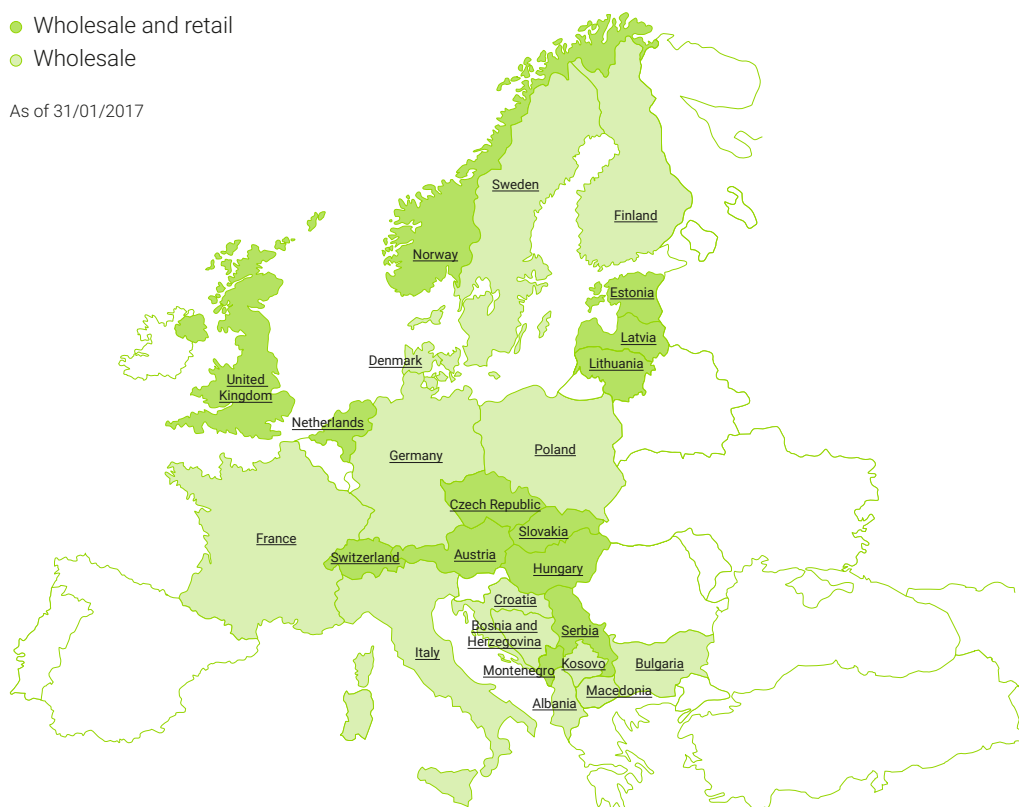 Wholesale and retail
Wholesale
As of 31/01/2017
Sweden
Finland
Norway
Estonia
Latvia
Denmark
Lithuania
United
Kingdom
Netherlands
Poland
Germany
Czech Republic
Slovakia
France
Switzerland
Austria
Hungary
Croatia
Bosnia and
Herzegovina
Serbia
Italy
Kosovo
Bulgaria
Montenegro
Macedonia
Albania